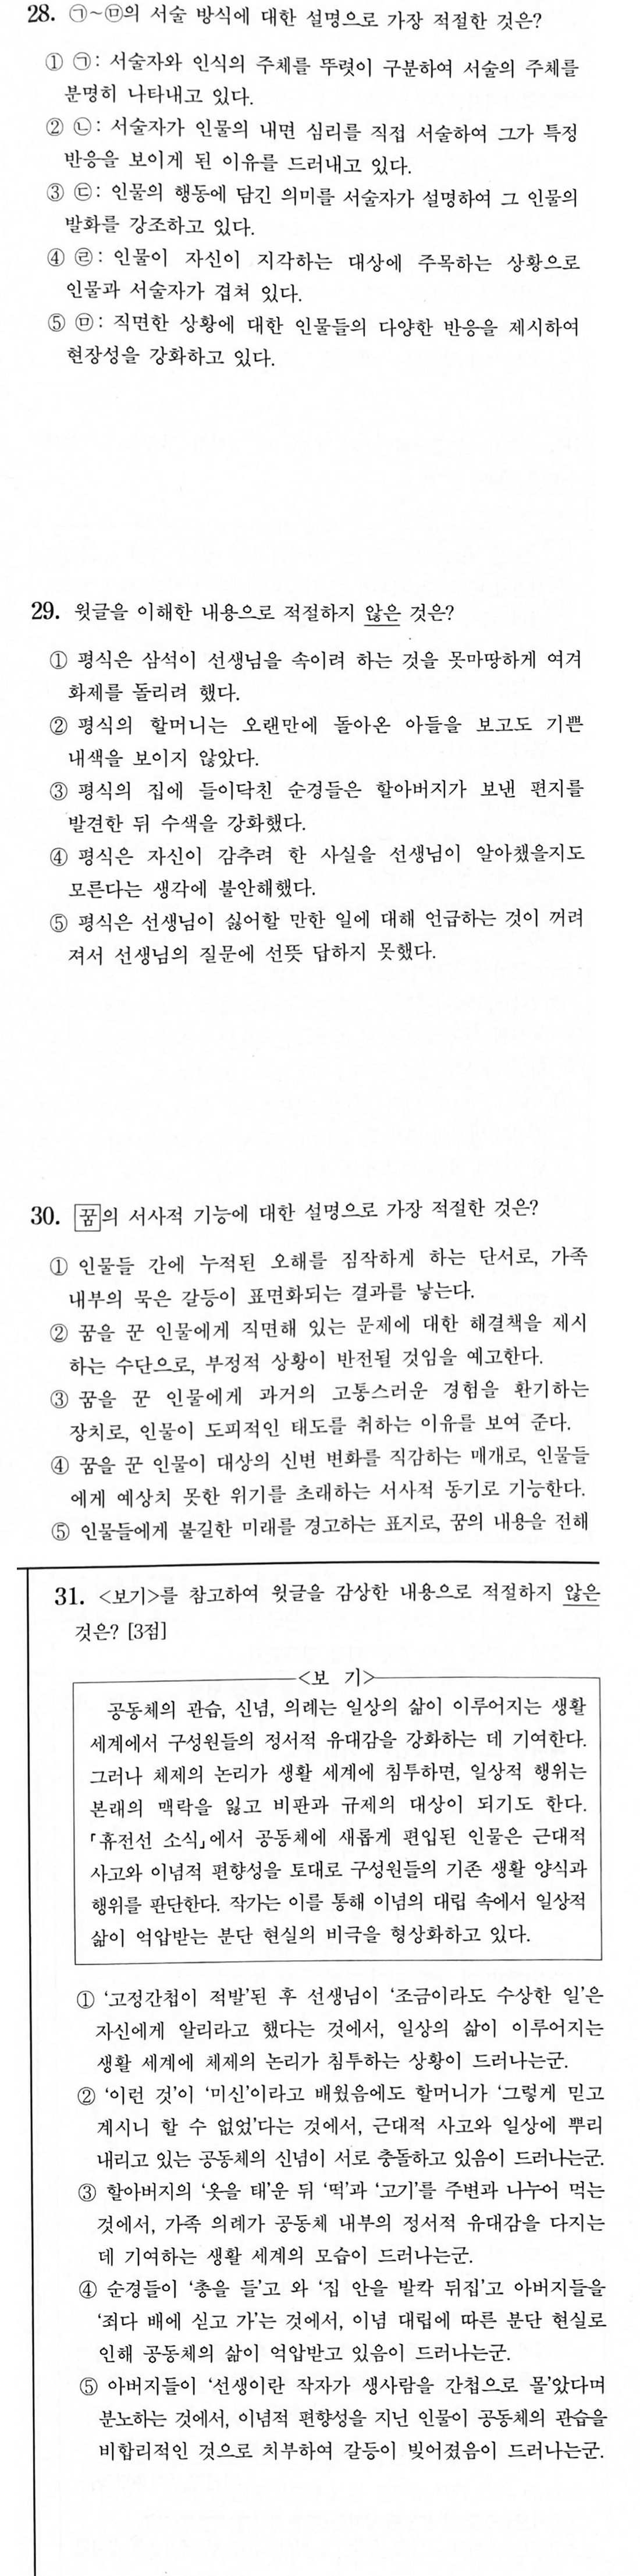 28. ㉠~㉤의 서술 방식에 대한 설명으로 가장 적절한 것은?
① ㉠: 서술자와 인식의 주체를 뚜렷이 구분하여 서술의 주체를
분명히 나타내고 있다.
② ㉡: 서술자가 인물의 내면 심리를 직접 서술하여 그가 특정
반응을 보이게 된 이유를 드러내고 있다.
③ ㉢: 인물의 행동에 담긴 의미를 서술자가 설명하여 그 인물의
발화를 강조하고 있다.
④ ㉣: 인물이 자신이 지각하는 대상에 주목하는 상황으로
인물과 서술자가 겹쳐 있다.
⑤ ㉤: 직면한 상황에 대한 인물들의 다양한 반응을 제시하여
현장성을 강화하고 있다.
29. 윗글을 이해한 내용으로 적절하지 않은 것은?
① 평식은 삼석이 선생님을 속이려 하는 것을 못마땅하게 여겨
화제를 돌리려 했다.
② 평식의 할머니는 오랜만에 돌아온 아들을 보고도 기쁜
내색을 보이지 않았다.
③ 평식의 집에 들이닥친 순경들은 할아버지가 보낸 편지를
발견한 뒤 수색을 강화했다.
④ 평식은 자신이 감추려 한 사실을 선생님이 알아챘을지도
모른다는 생각에 불안해했다.
⑤ 평식은 선생님이 싫어할 만한 일에 대해 언급하는 것이 꺼려
져서 선생님의 질문에 선뜻 답하지 못했다.
30. 꿈의 서사적 기능에 대한 설명으로 가장 적절한 것은?
① 인물들 간에 누적된 오해를 짐작하게 하는 단서로, 가족
내부의 묵은 갈등이 표면화되는 결과를 낳는다.
② 꿈을 꾼 인물에게 직면해 있는 문제에 대한 해결책을 제시
하는 수단으로, 부정적 상황이 반전될 것임을 예고한다.
③ 꿈을 꾼 인물에게 과거의 고통스러운 경험을 환기하는
장치로, 인물이 도피적인 태도를 취하는 이유를 보여 준다.
④ 꿈을 꾼 인물이 대상의 신변 변화를 직감하는 매개로, 인물들
에게 예상치 못한 위기를 초래하는 서사적 동기로 기능한다.
⑤ 인물들에게 불길한 미래를 경고하는 표지로, 꿈의 내용을 전해
31. <보기>를 참고하여 윗글을 감상한 내용으로 적절하지 않은
것은? [3점]
<보 기>
공동체의 관습, 신념, 의례는 일상의 삶이 이루어지는 생활
세계에서 구성원들의 정서적 유대감을 강화하는 데 기여한다.
그러나 체제의 논리가 생활 세계에 침투하면, 일상적 행위는
본래의 맥락을 잃고 비판과 규제의 대상이 되기도 한다.
「휴전선 소식」에서 공동체에 새롭게 편입된 인물은 근대적
사고와 이념적 편향성을 토대로 구성원들의 기존 생활 양식과
행위를 판단한다. 작가는 이를 통해 이념의 대립 속에서 일상적
삶이 억압받는 분단 현실의 비극을 형상화하고 있다.
① ‘고정간첩이 적발’된 후 선생님이 ‘조금이라도 수상한 일’은
자신에게 알리라고 했다는 것에서, 일상의 삶이 이루어지는
생활 세계에 체제의 논리가 침투하는 상황이 드러나는군.
② ‘이런 것’이 ‘미신’이라고 배웠음에도 할머니가 ‘그렇게 믿고
계시니 할 수 없었’다는 것에서, 근대적 사고와 일상에 뿌리
내리고 있는 공동체의 신념이 서로 충돌하고 있음이 드러나는군.
③ 할아버지의 ‘옷을 태’운 뒤 ‘떡’과 ‘고기’를 주변과 나누어 먹는
것에서, 가족 의례가 공동체 내부의 정서적 유대감을 다지는
데 기여하는 생활 세계의 모습이 드러나는군.
④ 순경들이 ‘총을 들’고 와 ‘집 안을 발칵 뒤집’고 아버지들을
‘죄다 배에 싣고 가’는 것에서, 이념 대립에 따른 분단 현실로
인해 공동체의 삶이 억압받고 있음이 드러나는군.
⑤ 아버지들이 ‘선생이란 작자가 생사람을 간첩으로 몰’았다며
분노하는 것에서, 이념적 편향성을 지닌 인물이 공동체의 관습을
비합리적인 것으로 치부하여 갈등이 빚어졌음이 드러나는군.